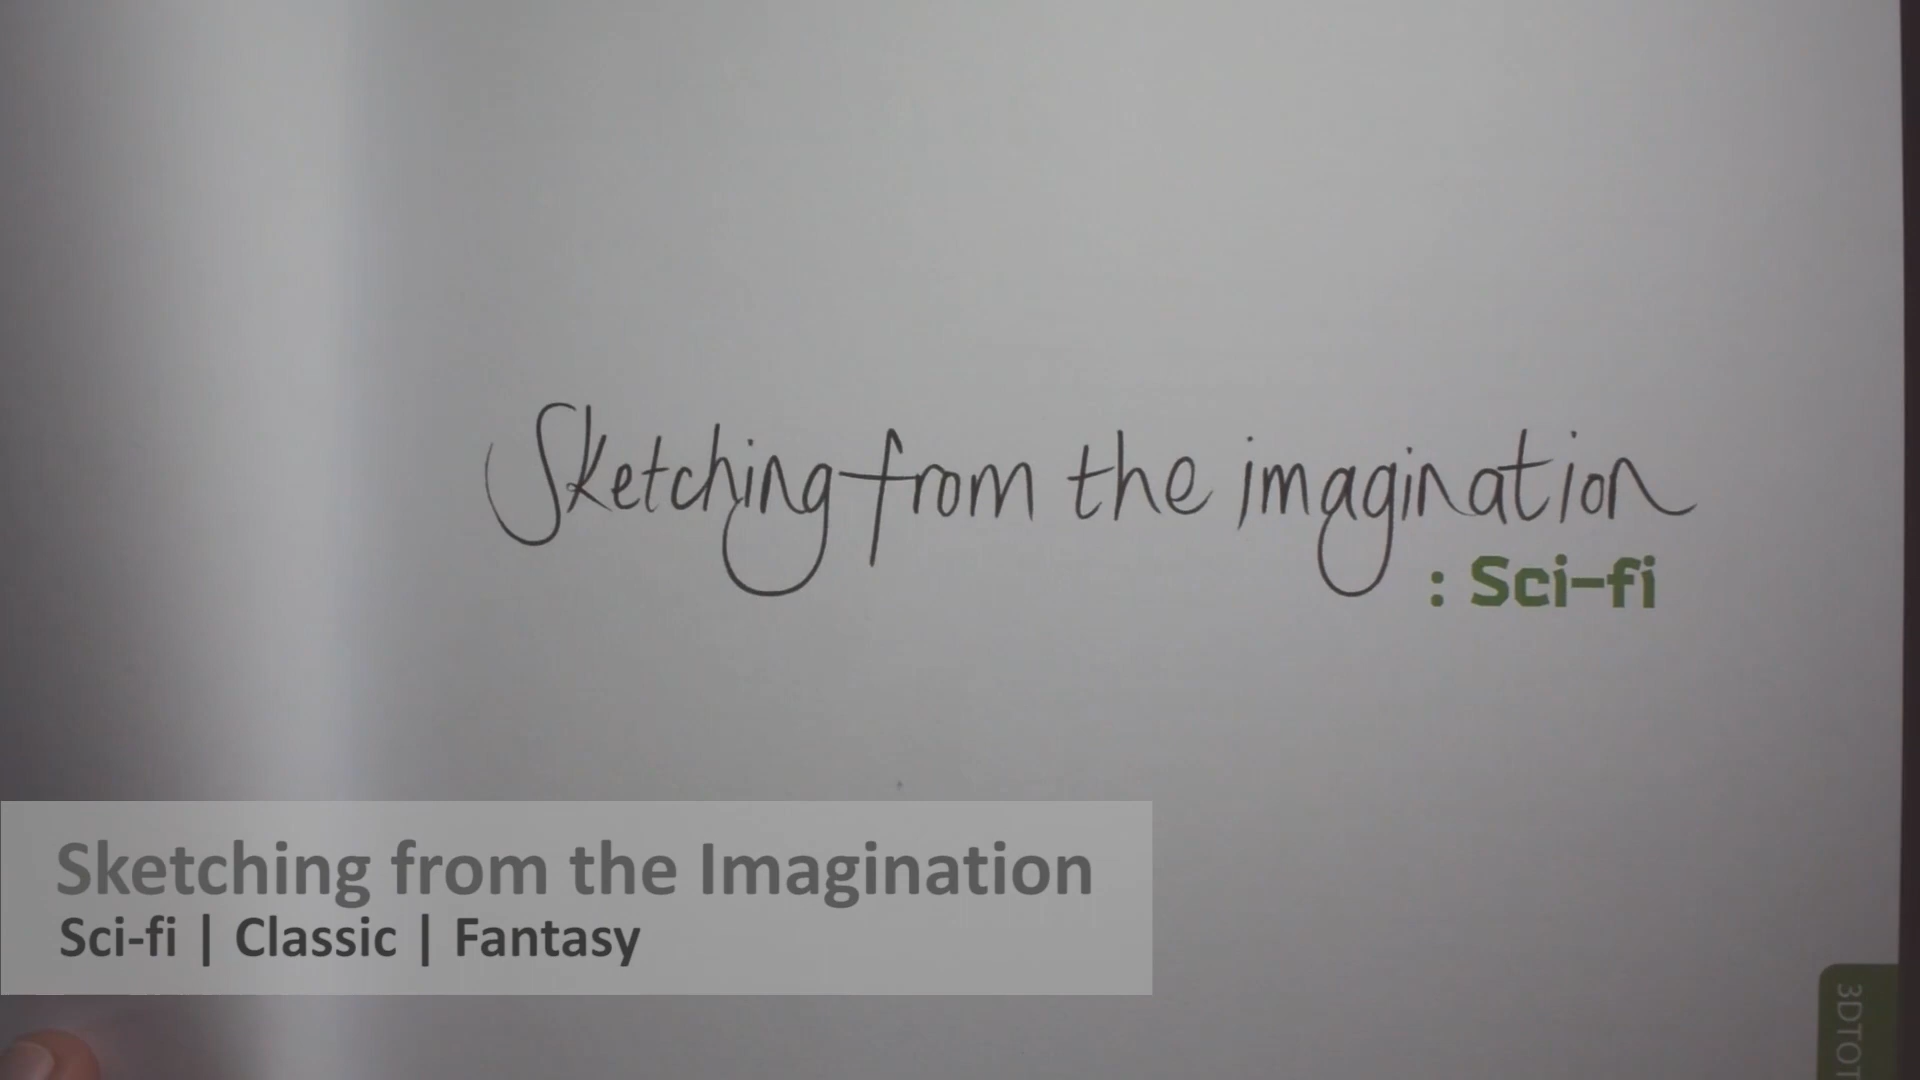 Sketching from the imagination
: Sci-fi
Sketching from the Imagination
Sci-fi | Classic | Fantasy
3DTOT